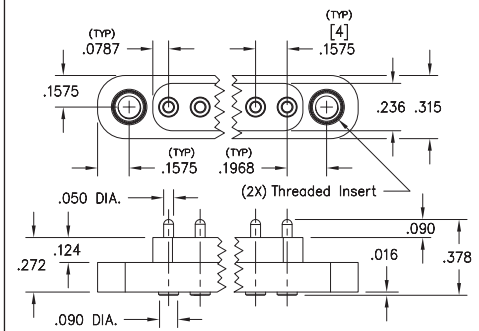 (TYP)
.0787
(TYP)
[4]
.1575
.1575
.236 .315
(TYP)
.1575
(TYP)
.1968
(2X) Threaded Insert
.050 DIA.
.090
.124
.272
.016
.378
.090 DIA.